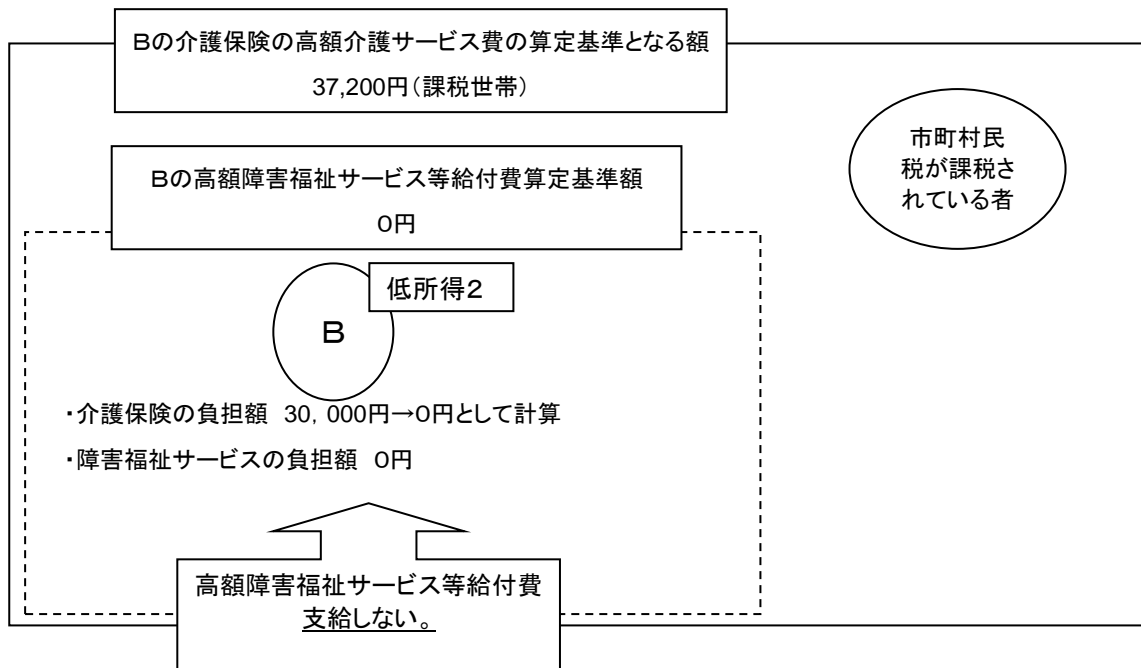 Bの介護保険の高額介護サービス費の算定基準となる額
37,200円(課税世帯)
市町村民
税が課税さ
れている者
Bの高額障害福祉サービス等給付費算定基準額
0円
低所得2
B
・介護保険の負担額 30,000円→0円として計算
・障害福祉サービスの負担額 0円
高額障害福祉サービス等給付費
支給しない。